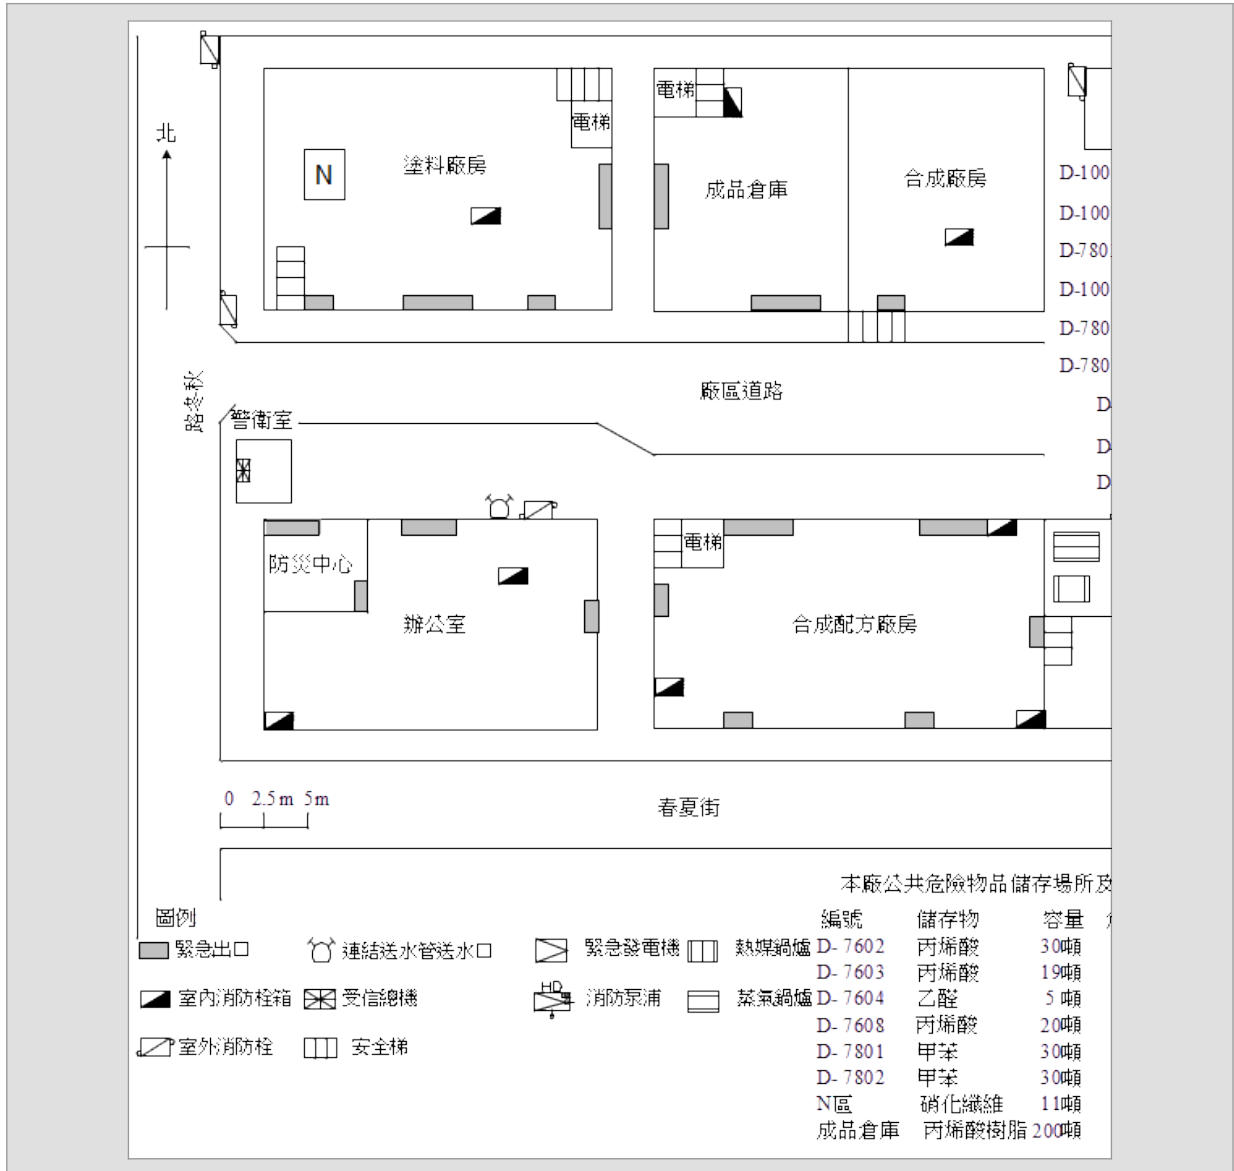 北
電梯
電梯
N
塗料廠房
成品倉庫
合成廠房
D-100
D-100
D-780
D-100
D-780
D-780
D
D
D
廠區道路
秋冬路
警衛室
防災中心
辦公室
電梯
合成配方廠房
0 2.5m 5m
春夏街
本廠公共危險物品儲存場所及
圖例
編號 儲存物 容量
緊急出口 連結送水管送水口 緊急發電機 熱媒鍋爐 D- 7602 丙烯酸 30噸
D- 7603 丙烯酸 19噸
室內消防栓箱 受信總機 HD 消防泵浦 蒸氣鍋爐 D- 7604 乙醛 5 噸
D- 7608 丙烯酸 20噸
室外消防栓 安全梯 D- 7801 甲苯 30噸
D- 7802 甲苯 30噸
N區 硝化纖維 11噸
成品倉庫 丙烯酸樹脂 200噸